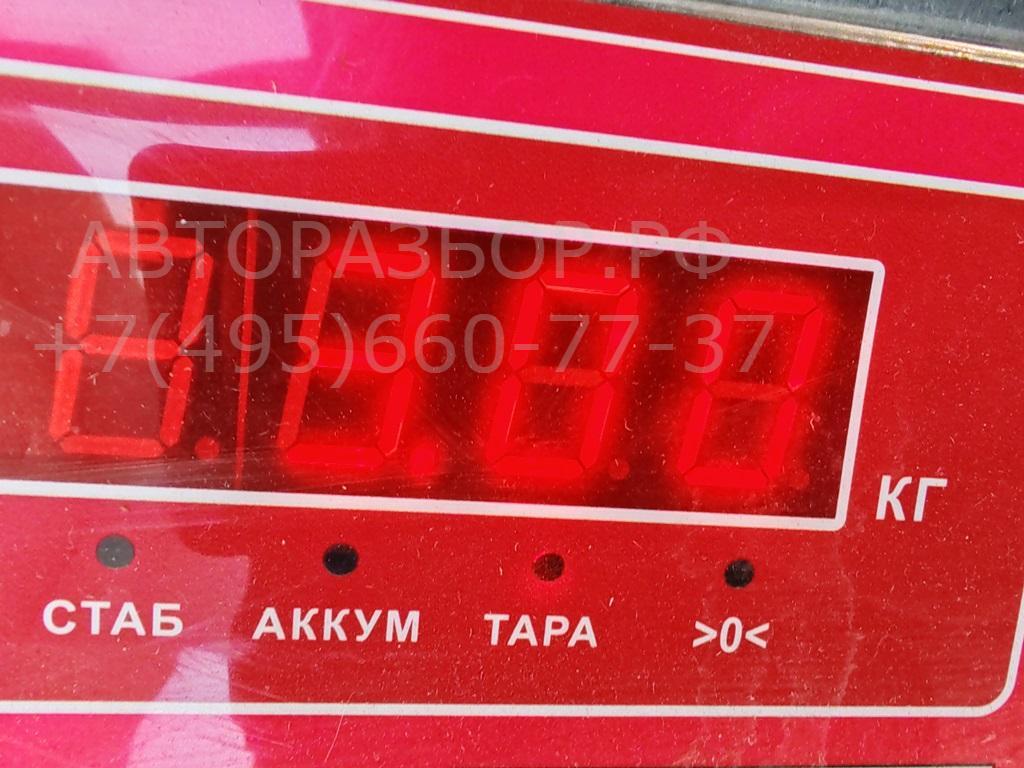 АВТОРАЗБОР.РФ
+7(495)660-77-37
КГ
СТАБ АККУМ ТАРА >0<